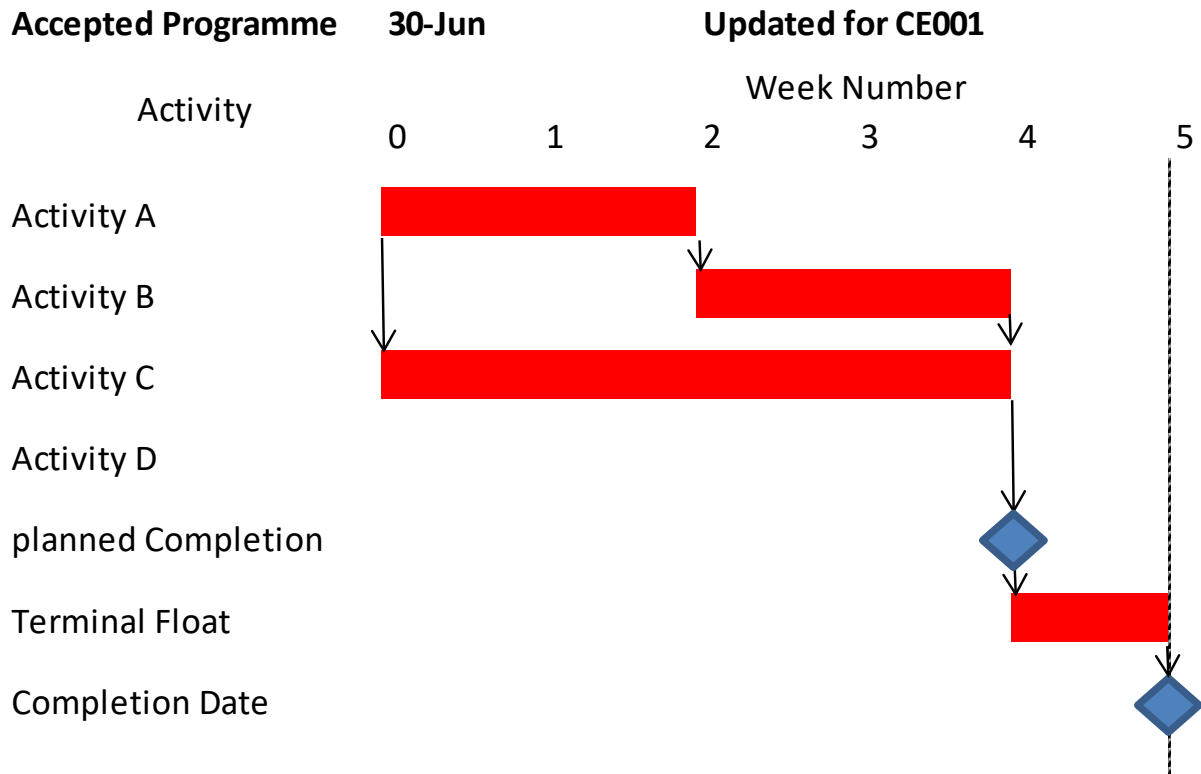 Accepted Programme 30-Jun Updated for CE001
Week Number
Activity
0 1 2 3 4 5
Activity A
Activity B
Activity C
Activity D
planned Completion
Terminal Float
Completion Date